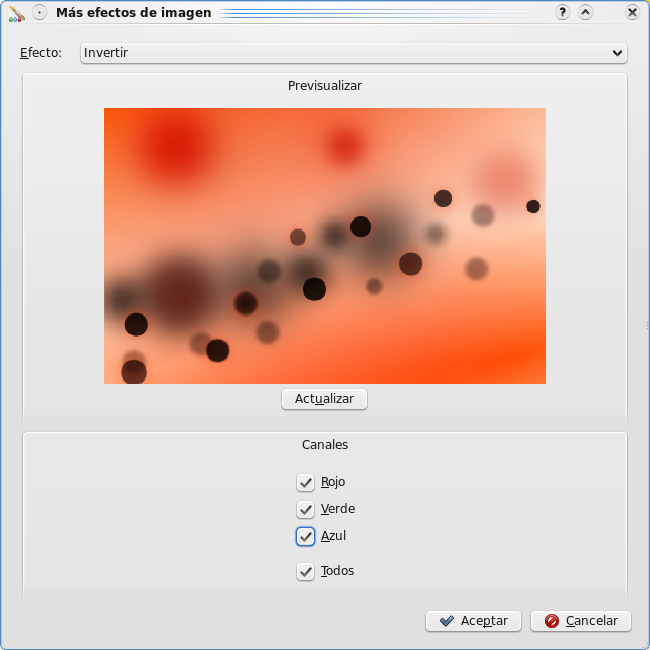 Más efectos de imagen
?
Efecto: Invertir
Previsualizar
Actualizar
Canales
Rojo
Verde
Azul
Todos
Aceptar
Cancelar